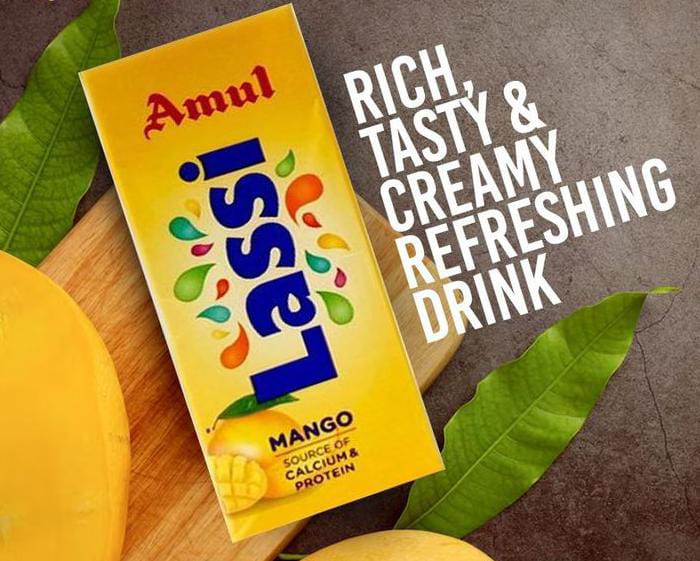 Amul
Lassi
MANGO
SOURCE OF
CALCIUM &
PROTEIN
RICH,
TASTY &
CREAMY
REFRESHING
DRINK